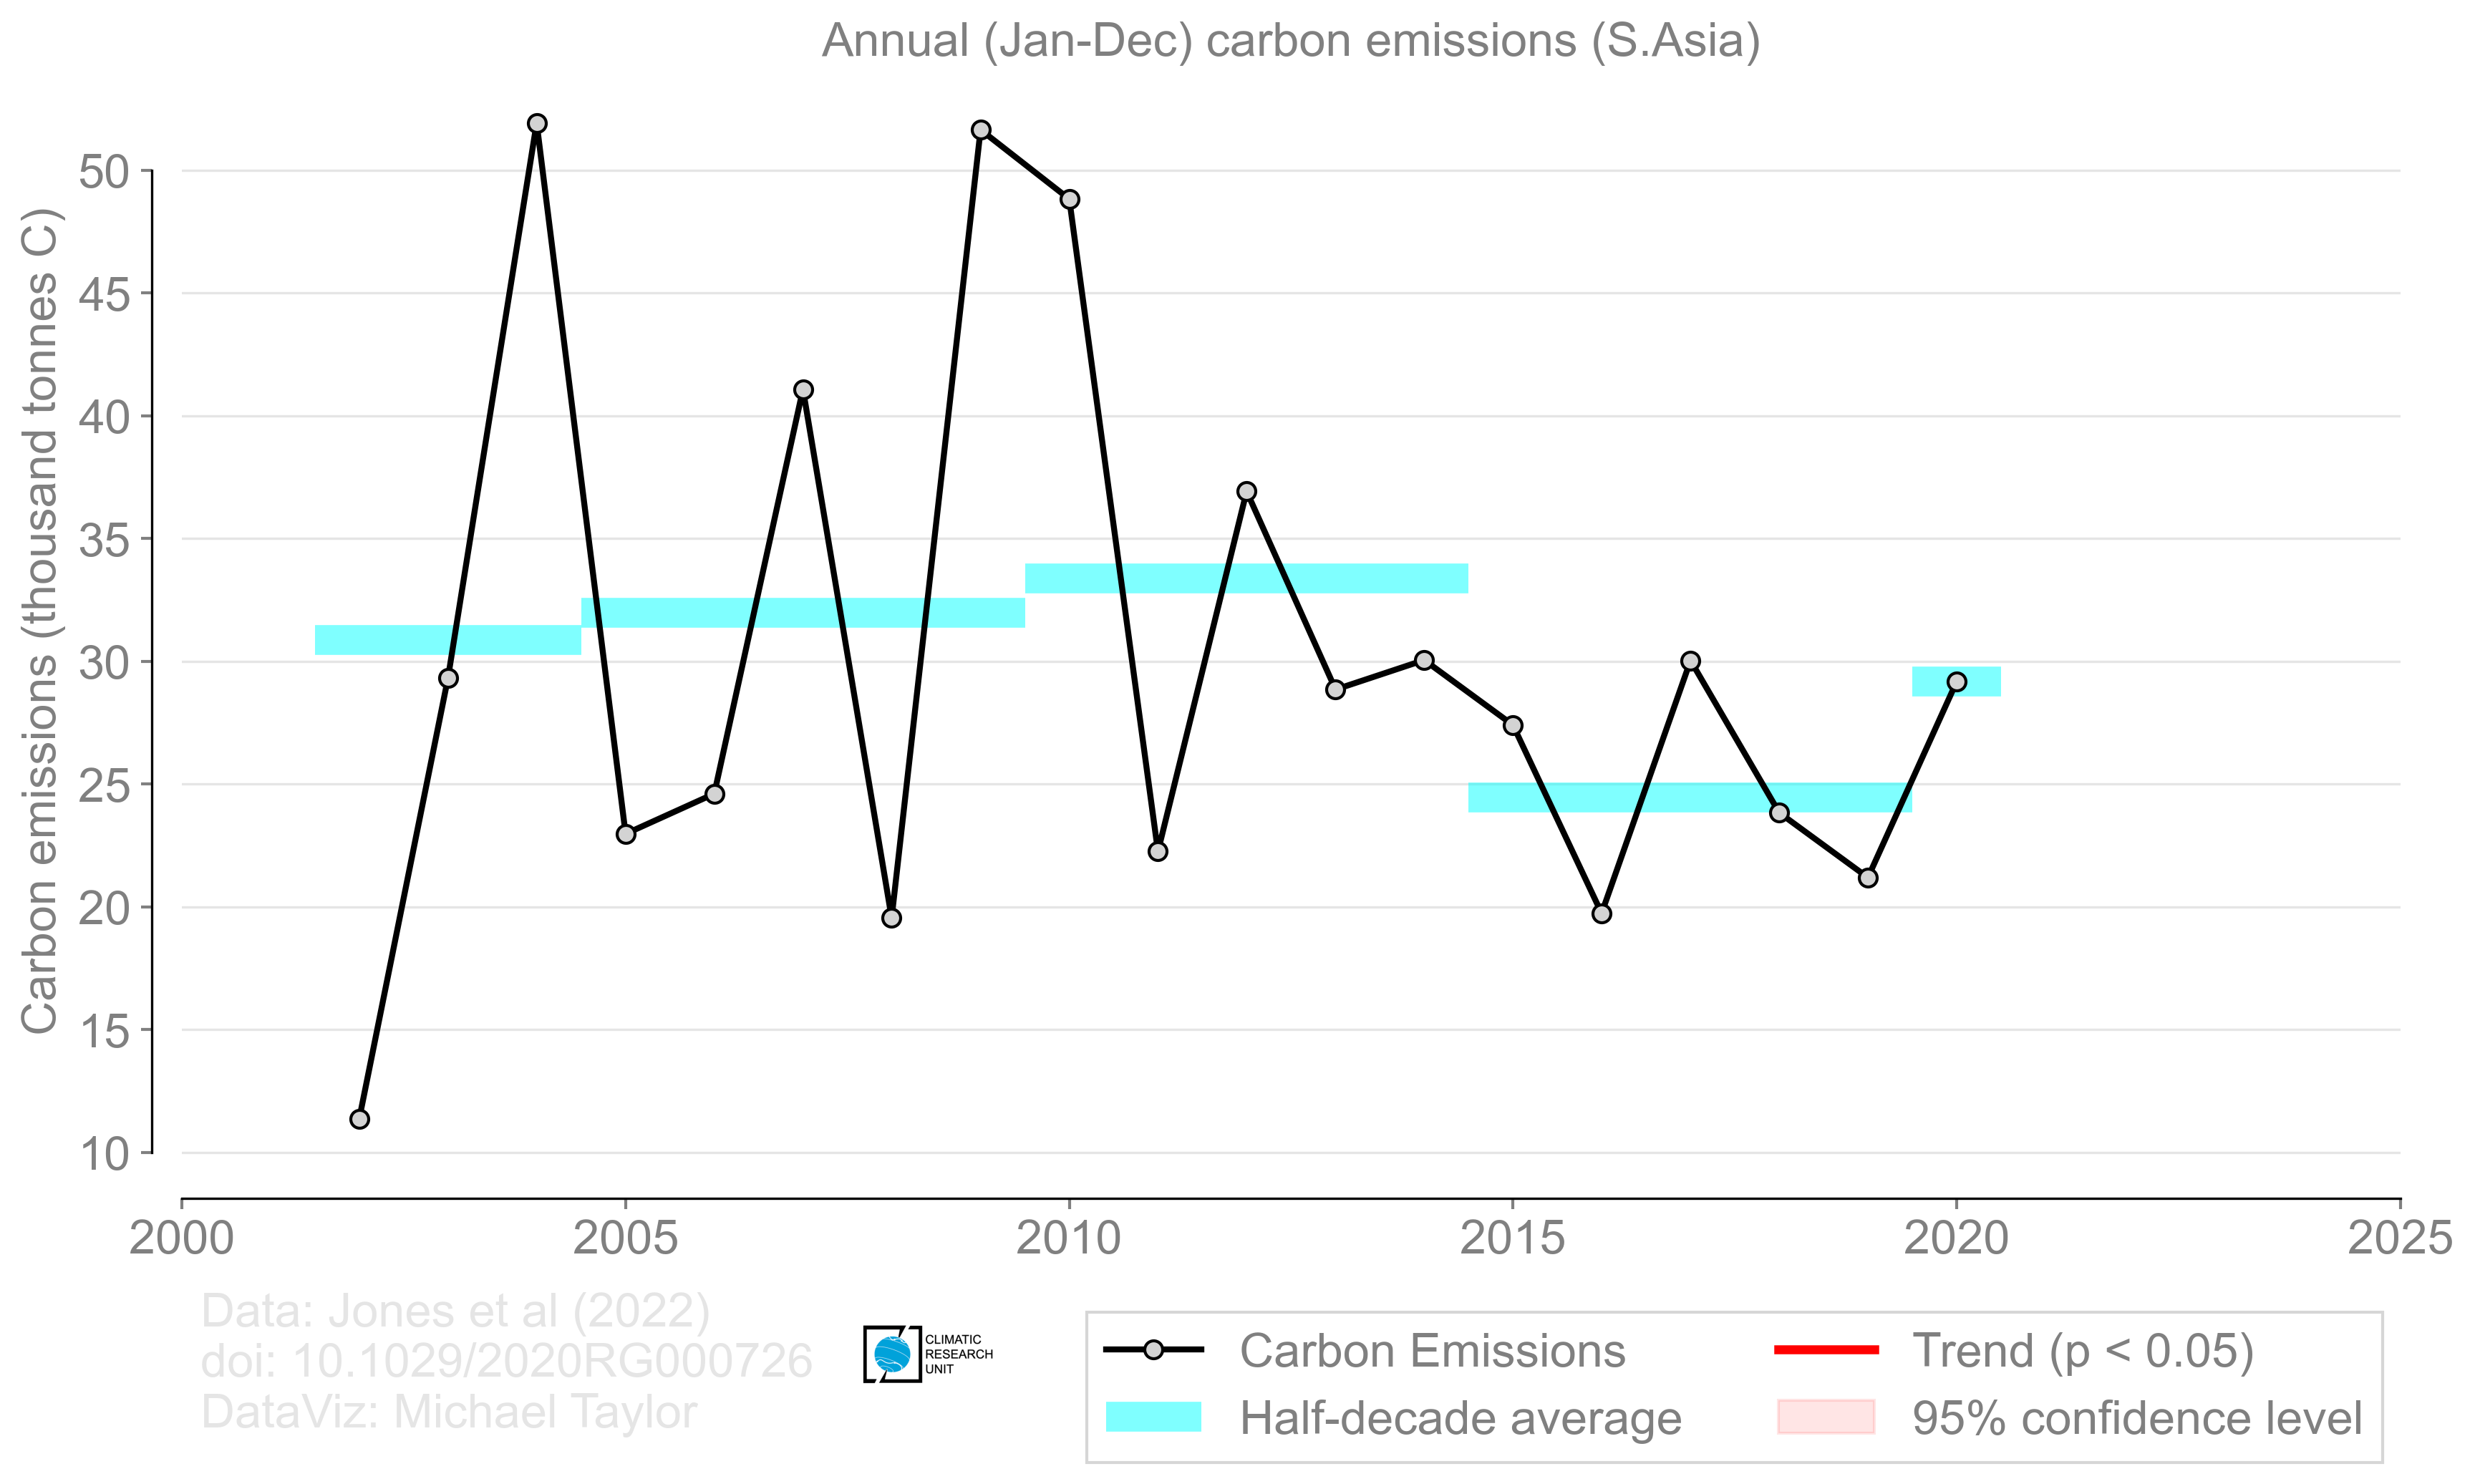 Annual (Jan-Dec) carbon emissions (S.Asia)
Carbon emissions (thousand tonnes C)
50
45
40
35
30
25
20
15
10
2000 2005 2010 2015 2020 2025
Data: Jones et al (2022)
doi: 10.1029/2020RG000726
DataViz: Michael Taylor
CLIMATIC
RESEARCH
UNIT
Carbon Emissions
Half-decade average
Trend (p < 0.05)
95% confidence level